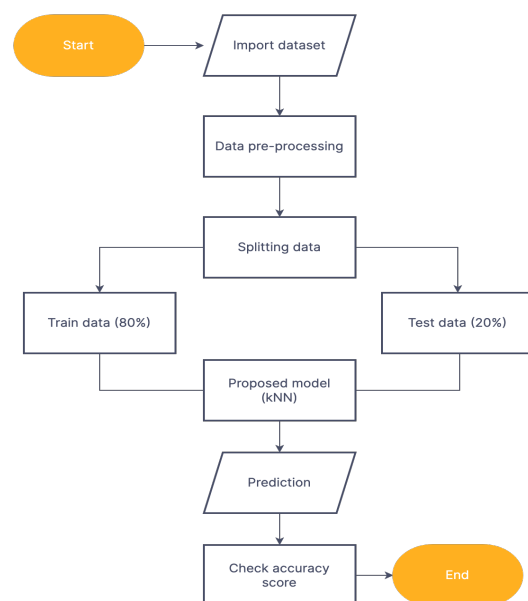 Start
Import dataset
Data pre-processing
Splitting data
Train data (80%)
Test data (20%)
Proposed model
(kNN)
Prediction
Check accuracy
score
End